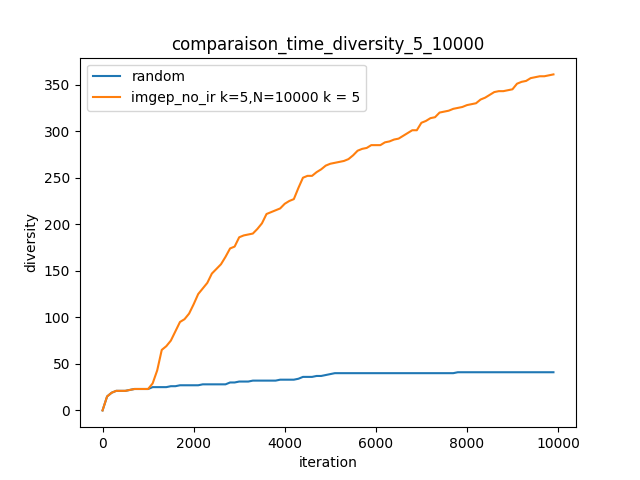 comparaison_time_diversity_5_10000
random
imgep_no_ir k=5,N=10000 k = 5
diversity
350
300
250
200
150
100
50
0
0 2000 4000 6000 8000 10000
iteration